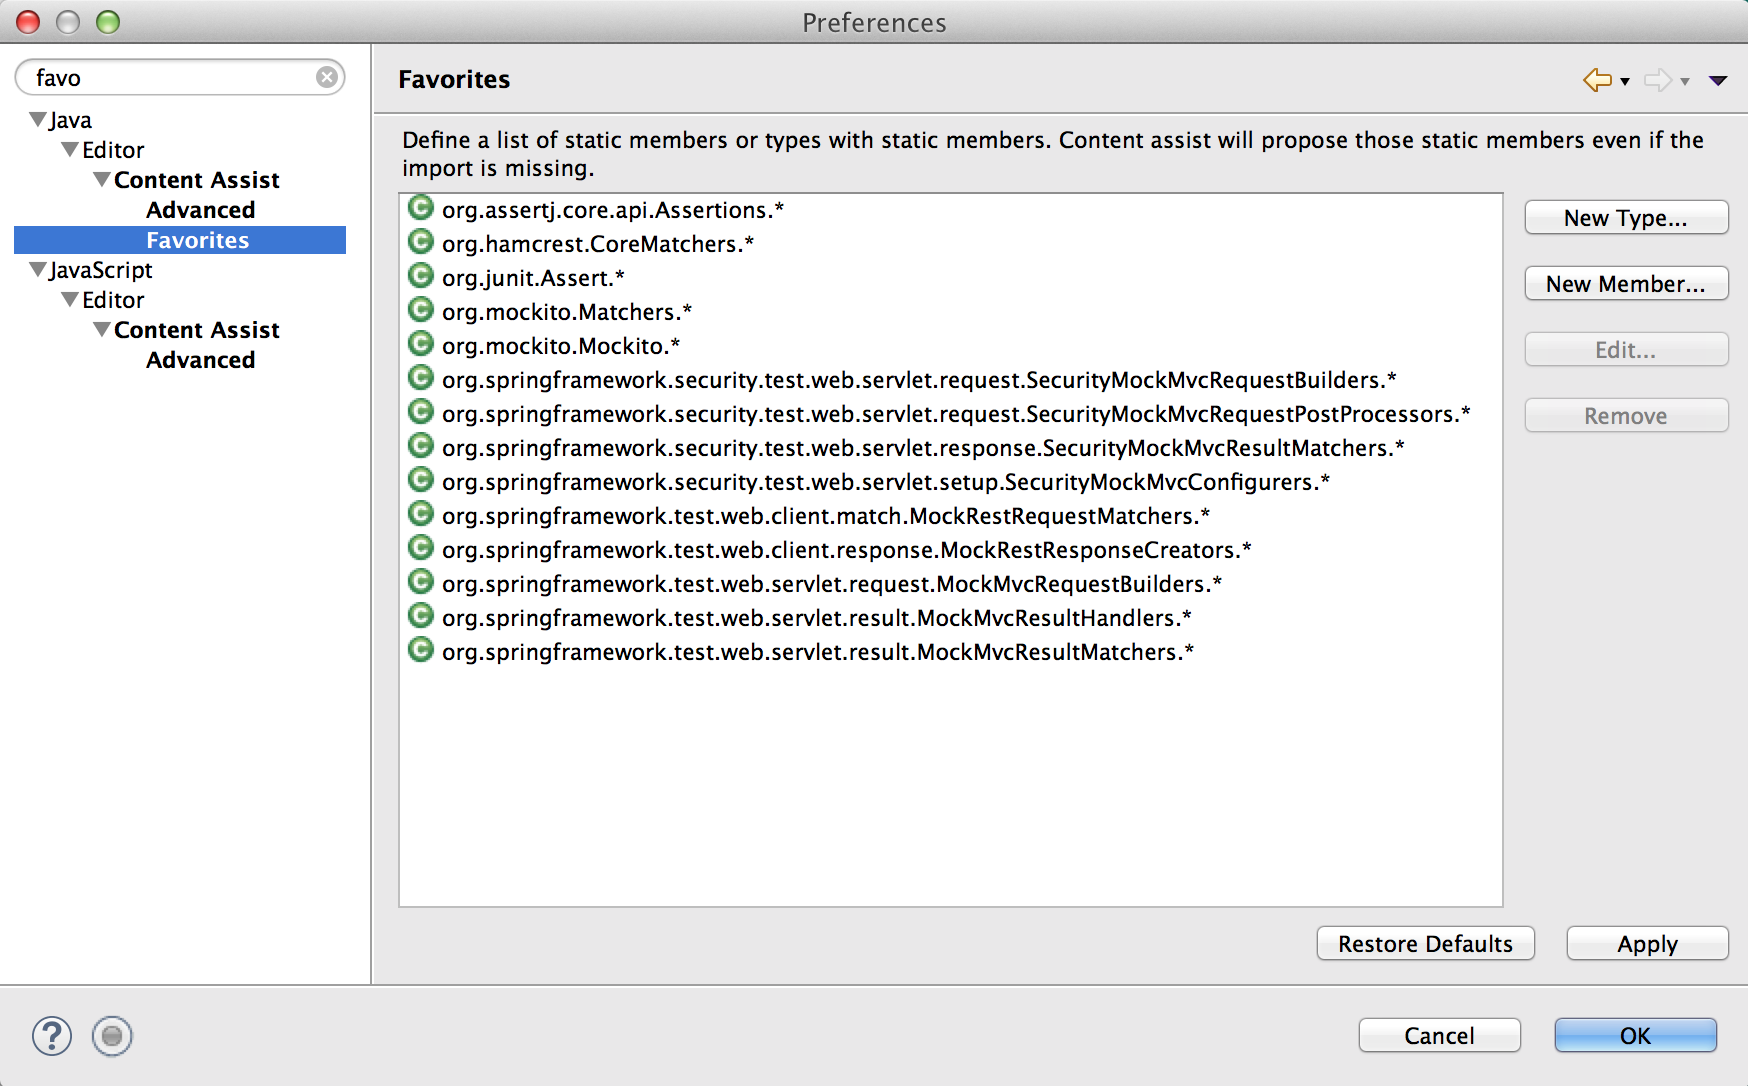 Preferences
favo
Java
Editor
Content Assist
Advanced
Favorites
JavaScript
Editor
Content Assist
Advanced
Favorites
Define a list of static members or types with static members. Content assist will propose those static members even if the
import is missing.
org.assertj.core.api.Assertions.*
org.hamcrest.CoreMatchers.*
org.junit.Assert.*
org.mockito.Matchers.*
org.mockito.Mockito.*
org.springframework.security.test.web.servlet.request.SecurityMockMvcRequestBuilders.*
org.springframework.security.test.web.servlet.request.SecurityMockMvcRequestPostProcessors.*
org.springframework.security.test.web.servlet.response.SecurityMockMvcResultMatchers.*
org.springframework.security.test.web.servlet.setup.SecurityMockMvcConfigurers.*
org.springframework.test.web.client.match.MockRestRequestMatchers.*
org.springframework.test.web.client.response.MockRestResponseCreators.*
org.springframework.test.web.servlet.request.MockMvcRequestBuilders.*
org.springframework.test.web.servlet.result.MockMvcResultHandlers.*
org.springframework.test.web.servlet.result.MockMvcResultMatchers.*
New Type...
New Member...
Edit...
Remove
Restore Defaults
Apply
Cancel
OK